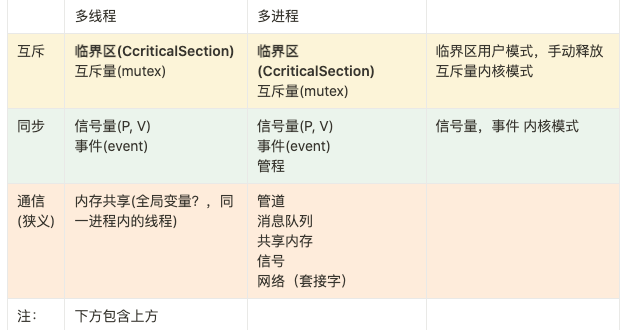 多线程
多进程
互斥
临界区(CcriticalSection)
互斥量(mutex)
临界区
(CcriticalSection)
互斥量(mutex)
临界区用户模式，手动释放
互斥量内核模式
同步
信号量(P, V)
事件(event)
信号量(P, V)
事件(event)
管程
信号量，事件 内核模式
通信
(狭义)
内存共享(全局变量？，同
一进程内的线程)
管道
消息队列
共享内存
信号
网络（套接字）
注：
下方包含上方